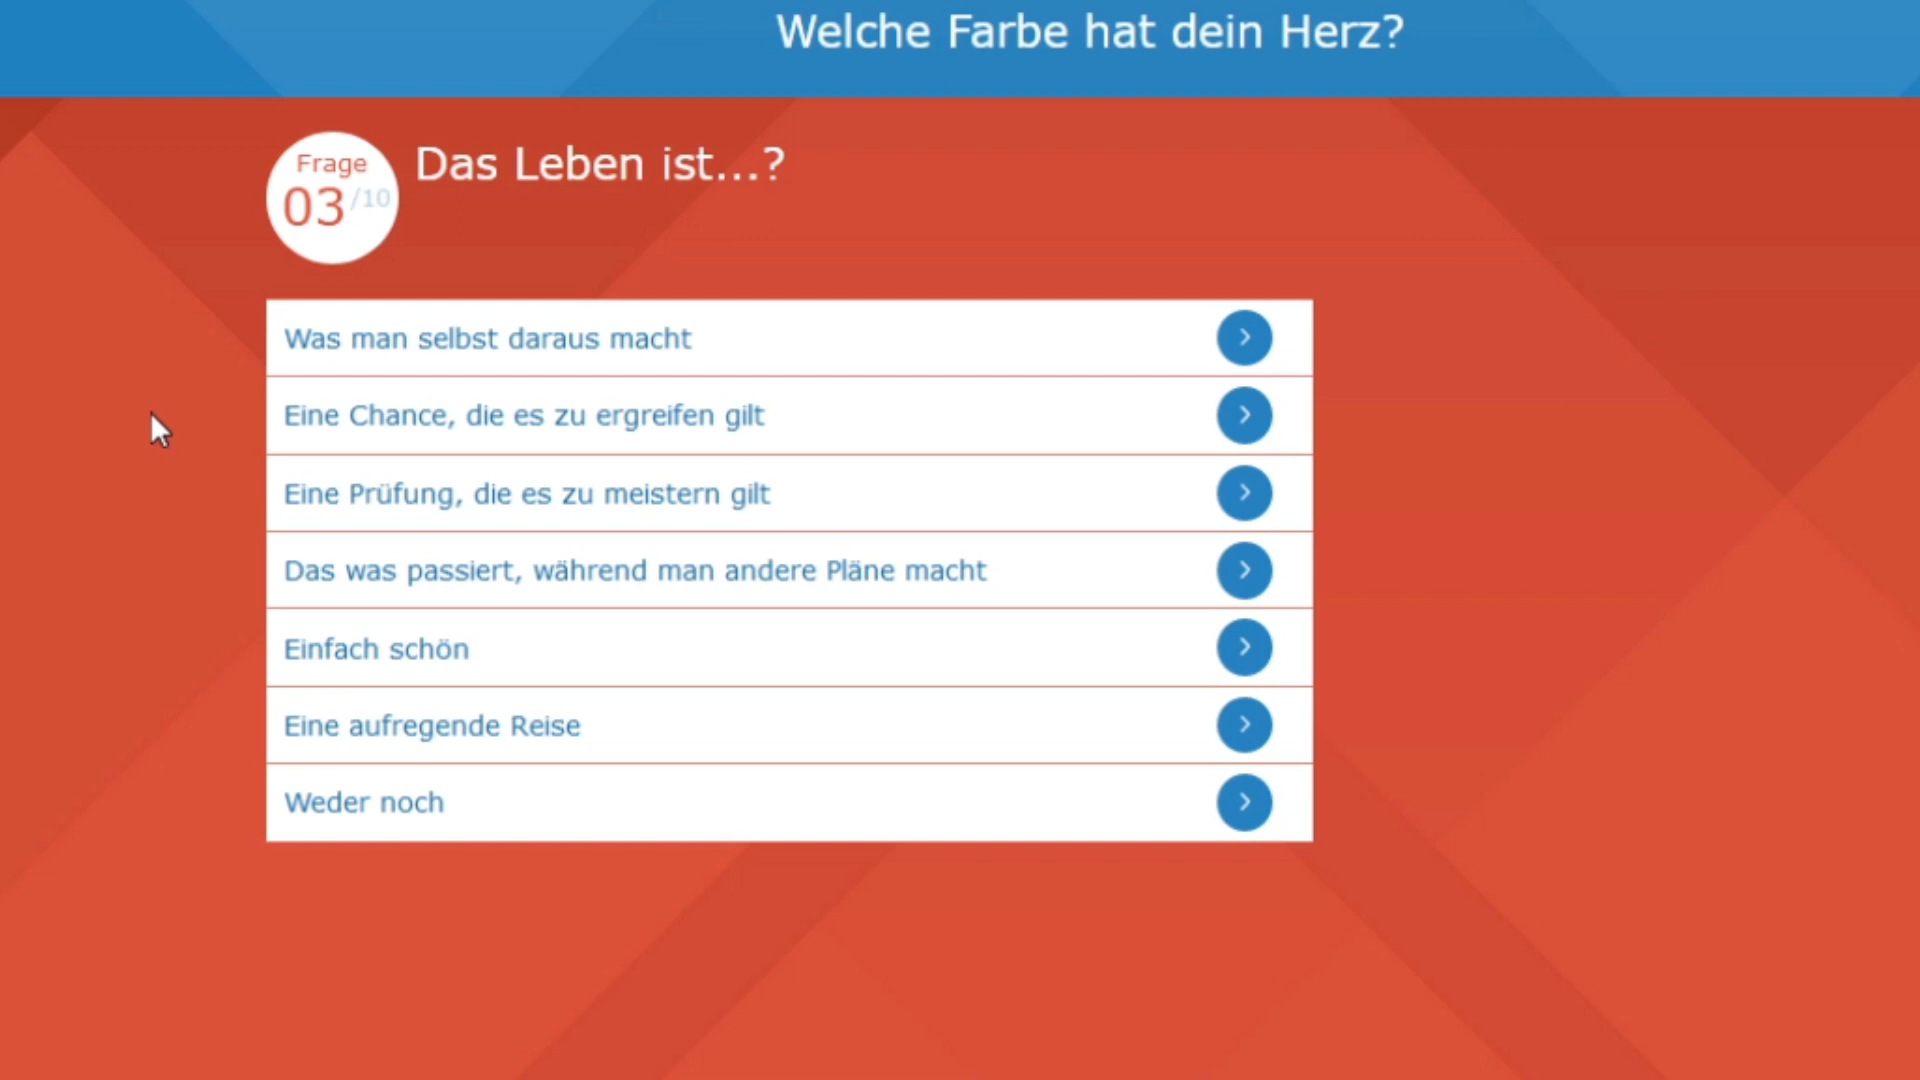 Welche Farbe hat dein Herz?
Frage
03/10
Das Leben ist...?
Was man selbst daraus macht
Eine Chance, die es zu ergreifen gilt
Eine Prüfung, die es zu meistern gilt
Das was passiert, während man andere Pläne macht
Einfach schön
Eine aufregende Reise
Weder noch